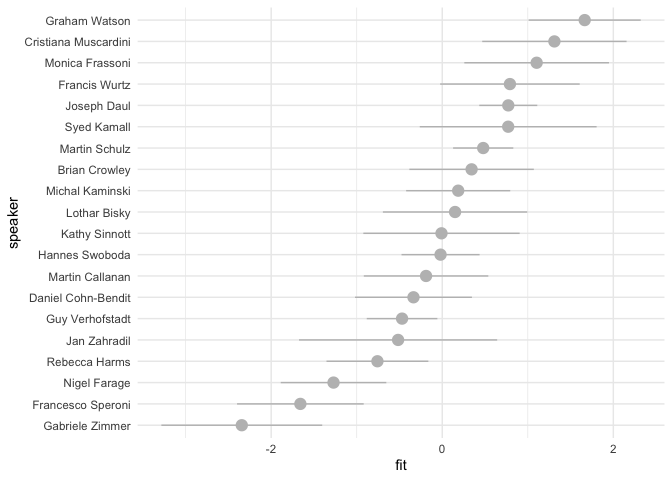 Graham Watson
Cristiana Muscardini
Monica Frassoni
Francis Wurtz
Joseph Daul
Syed Kamall
Martin Schulz
Brian Crowley
Michal Kaminski
Lothar Bisky
Kathy Sinnott
Hannes Swoboda
Martin Callanan
Daniel Cohn-Bendit
Guy Verhofstadt
Jan Zahradil
Rebecca Harms
Nigel Farage
Francesco Speroni
Gabriele Zimmer
speaker
-2 0 2
fit